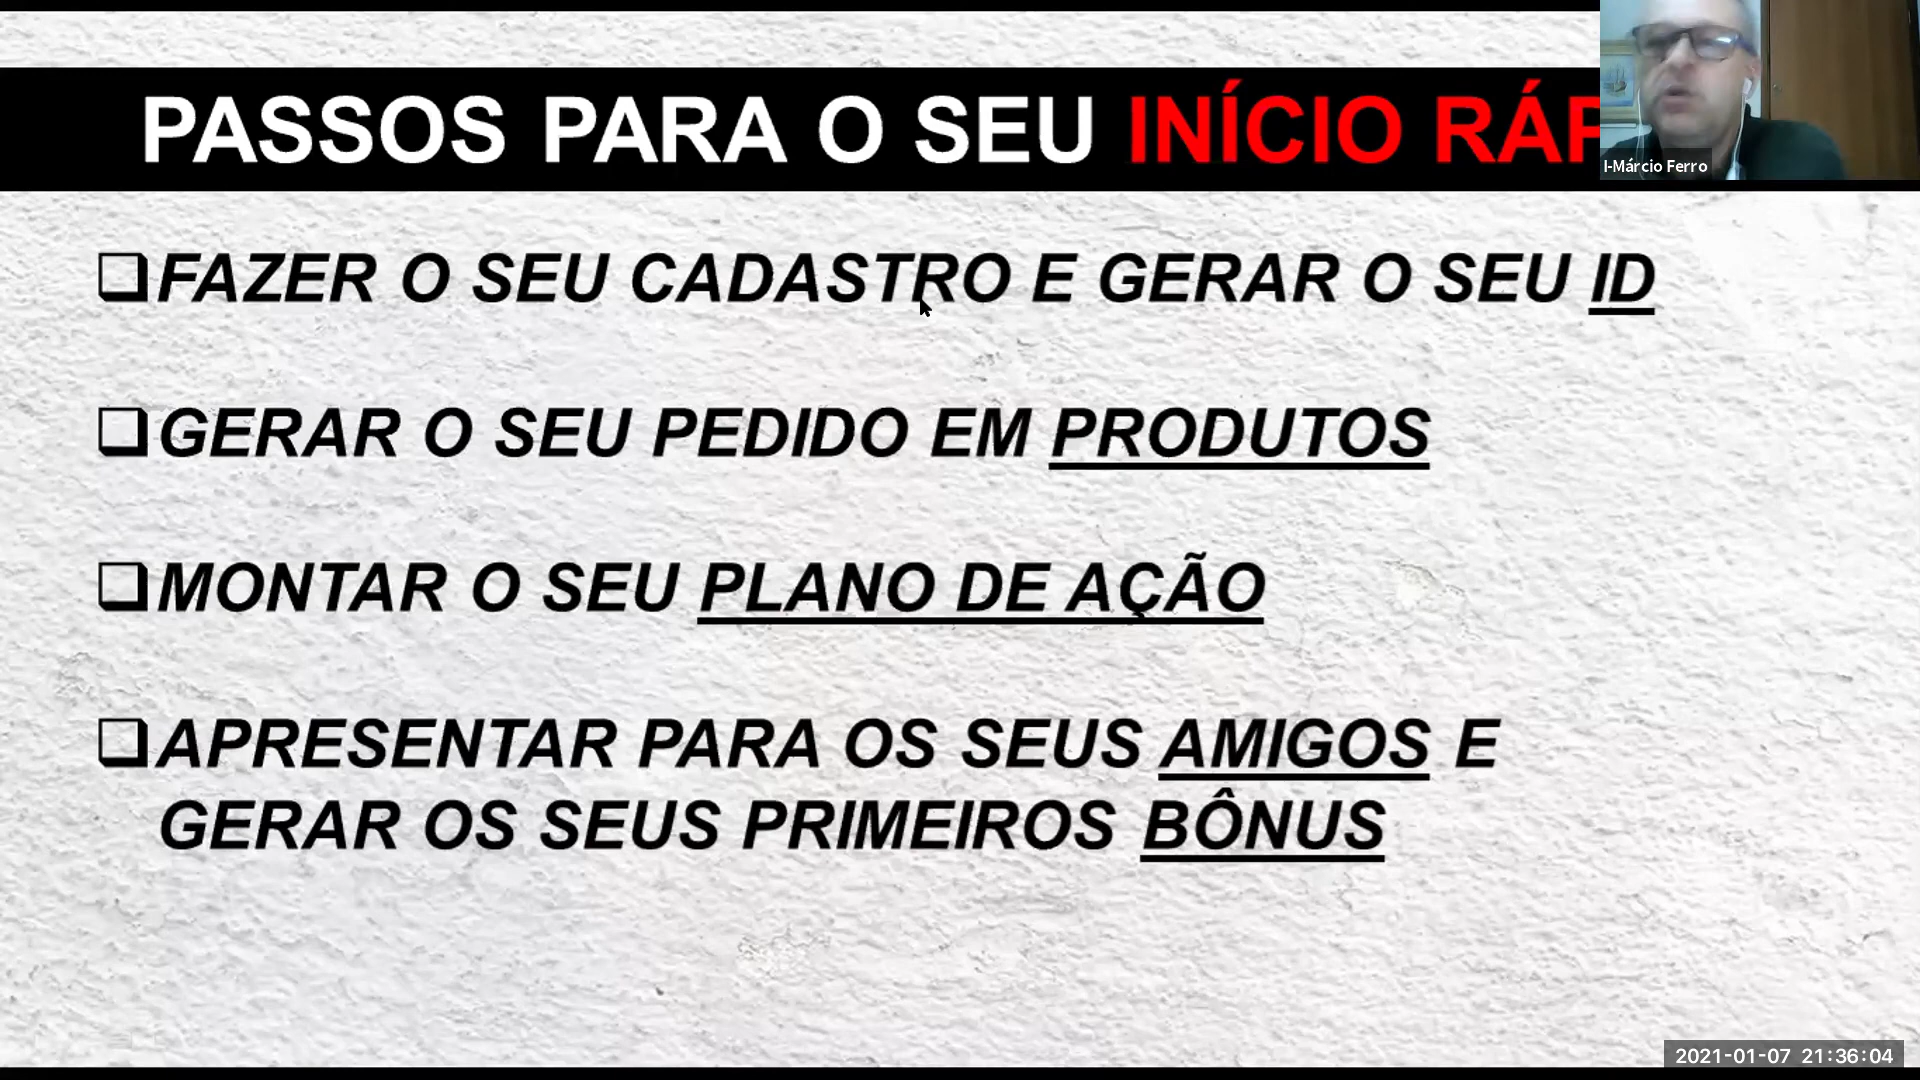 PASSOS PARA O SEU INÍCIO RÁP
I-Márcio Ferro
❑FAZER O SEU CADASTRO E GERAR O SEU ID
❑GERAR O SEU PEDIDO EM PRODUTOS
❑MONTAR O SEU PLANO DE AÇÃO
❑APRESENTAR PARA OS SEUS AMIGOS E
GERAR OS SEUS PRIMEIROS BÔNUS
2021-01-07 21:36:04